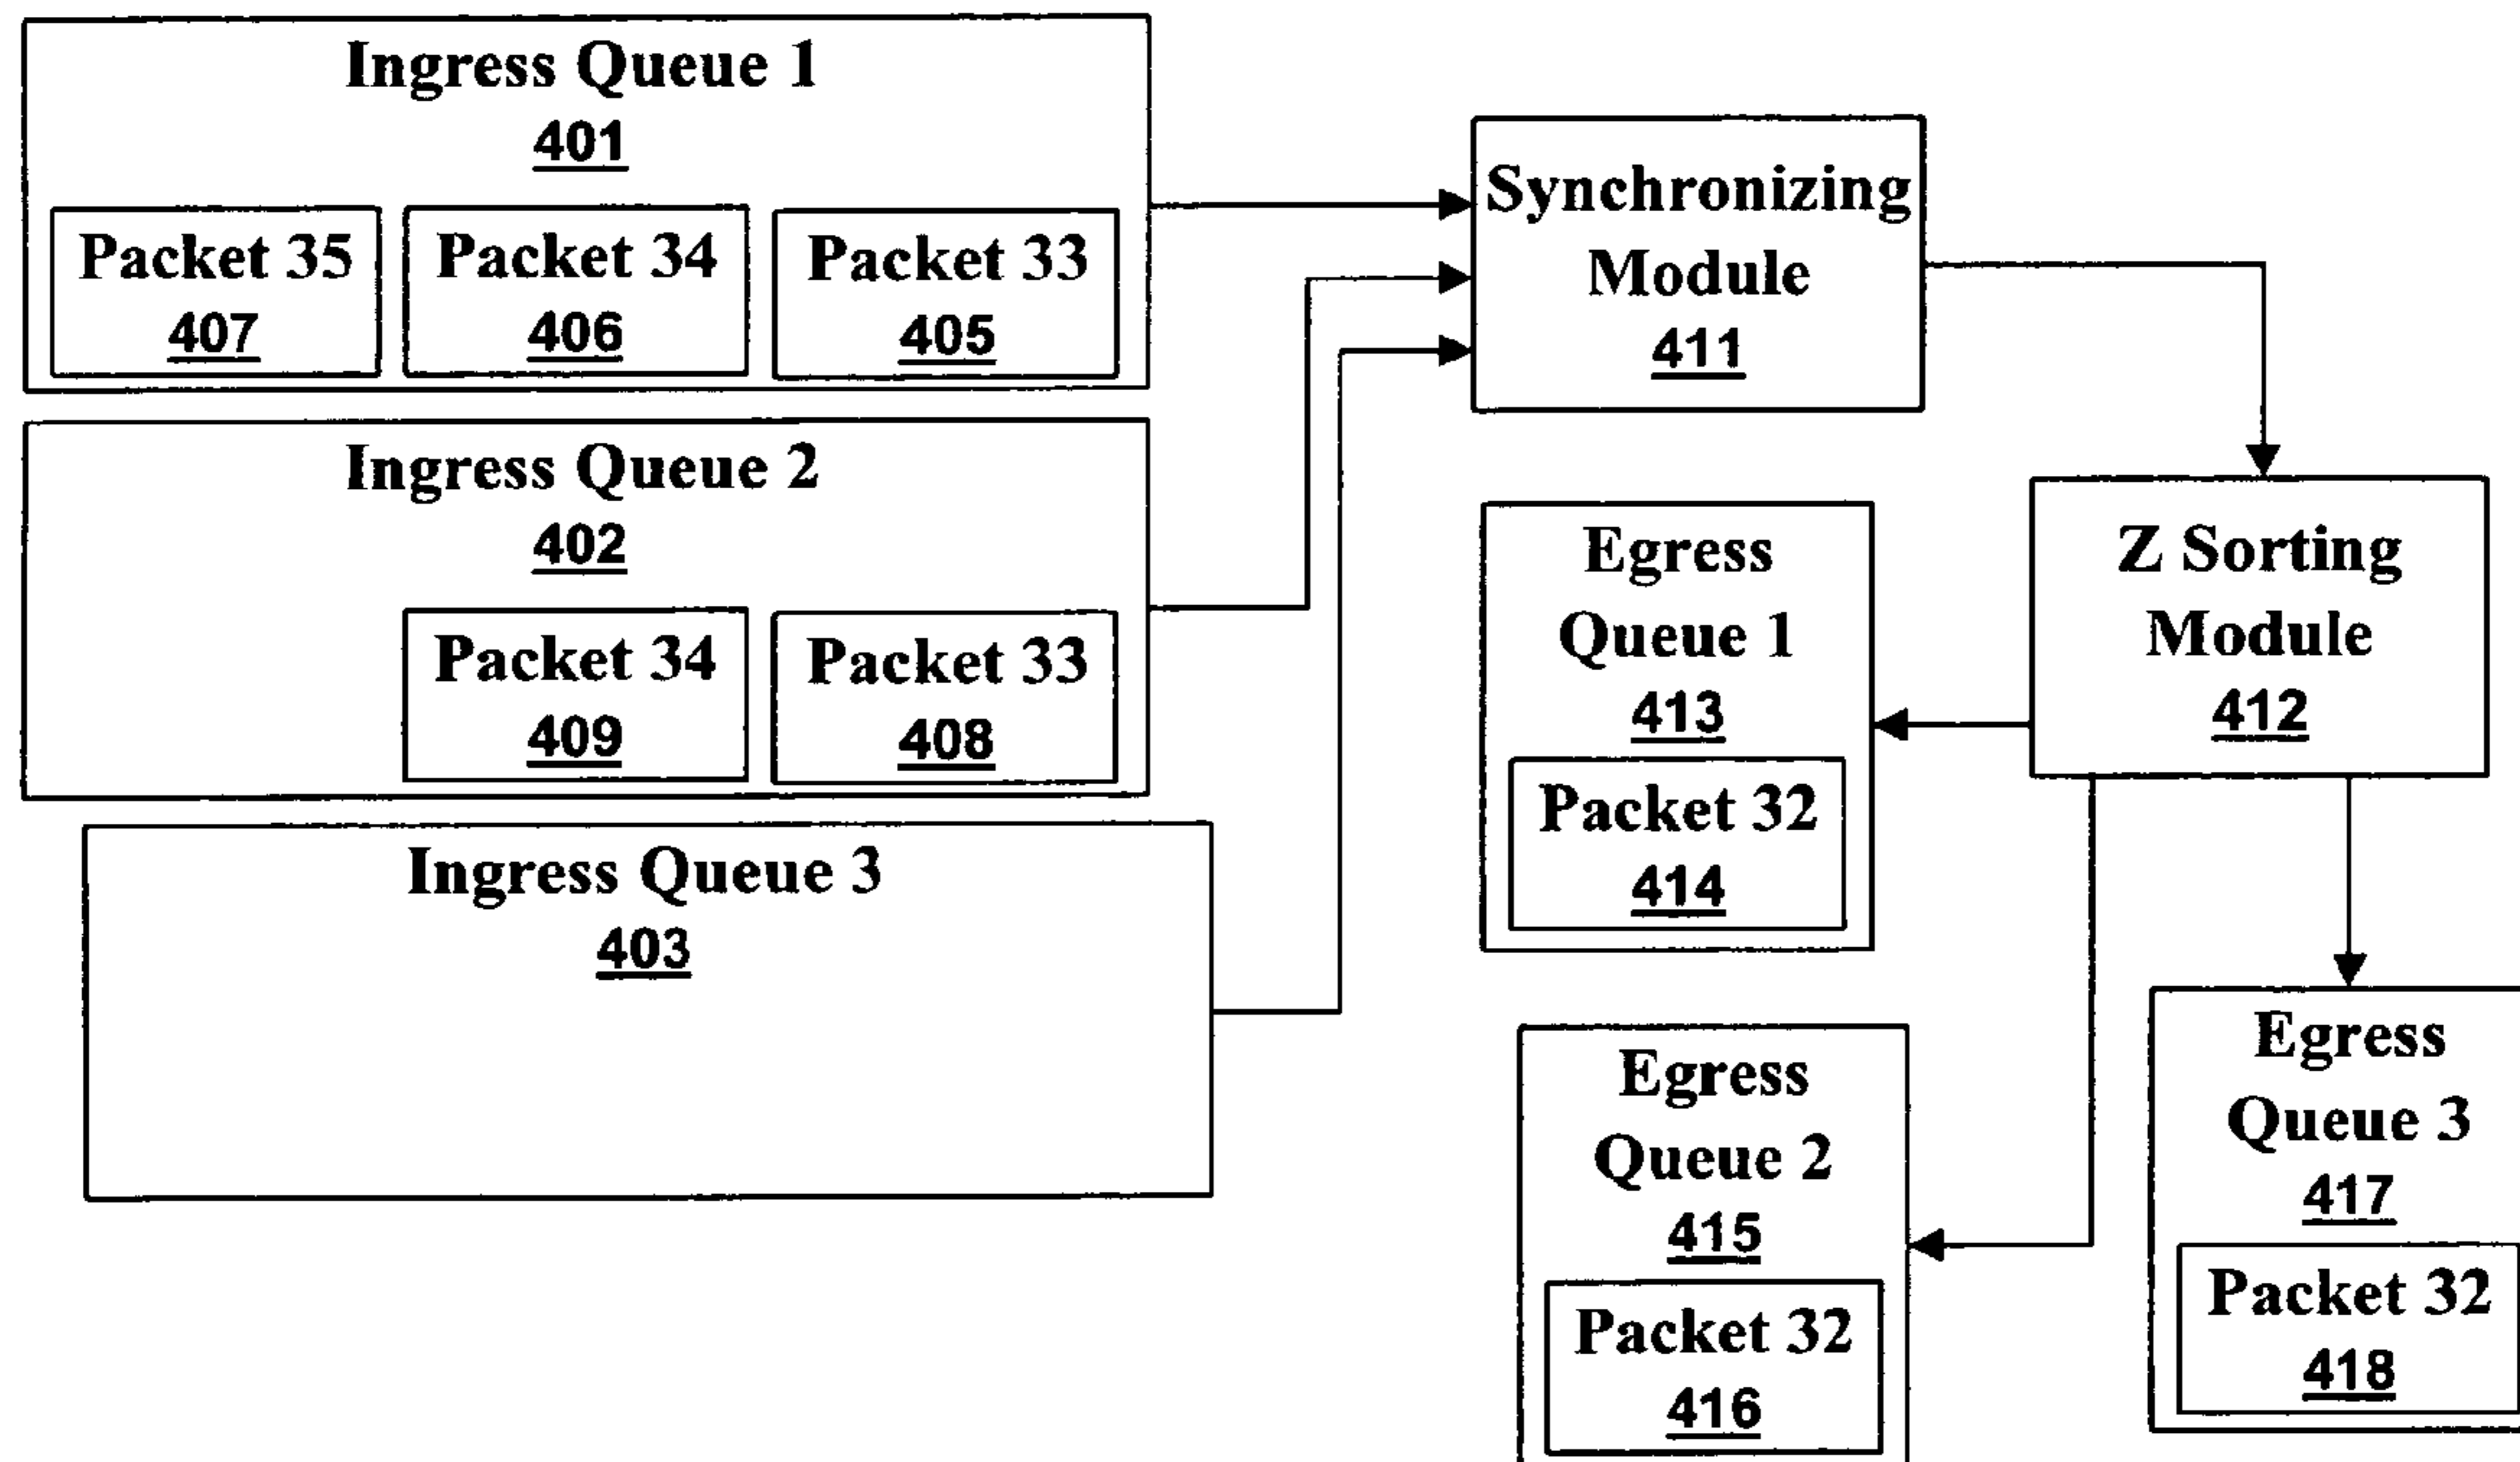 Ingress Queue 1
401
Packet 35
407
Packet 34
406
Packet 33
405
Ingress Queue 2
402
Packet 34
409
Packet 33
408
Ingress Queue 3
403
Synchronizing
Module
411
Z Sorting
Module
412
Egress
Queue 1
413
Packet 32
414
Egress
Queue 2
415
Packet 32
416
Egress
Queue 3
417
Packet 32
418